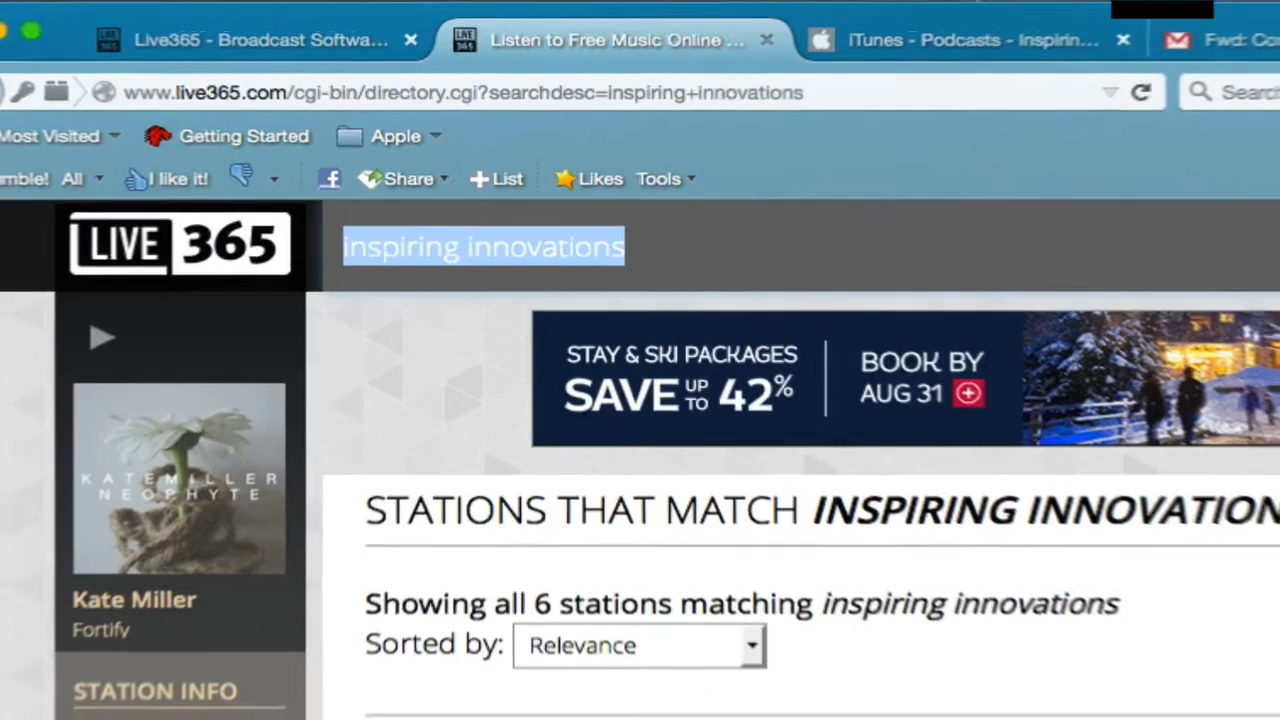 Live365 - Broadcast Softwa...
Listen to Free Music Online ...
iTunes - Podcasts - Inspirin...
Fwd: Co
www.live365.com/cgi-bin/directory.cgi?searchdesc=inspiring+innovations
Search
Most Visited
Getting Started
Apple
mble!
All
I like it!
Share
List
Likes
Tools
LIVE 365
inspiring innovations
STAY & SKI PACKAGES
SAVE UP TO 42%
BOOK BY
AUG 31
KATE MILLER
NEOPHYTE
STATIONS THAT MATCH INSPIRING INNOVATION
Showing all 6 stations matching inspiring innovations
Sorted by: Relevance
Kate Miller
Fortify
STATION INFO